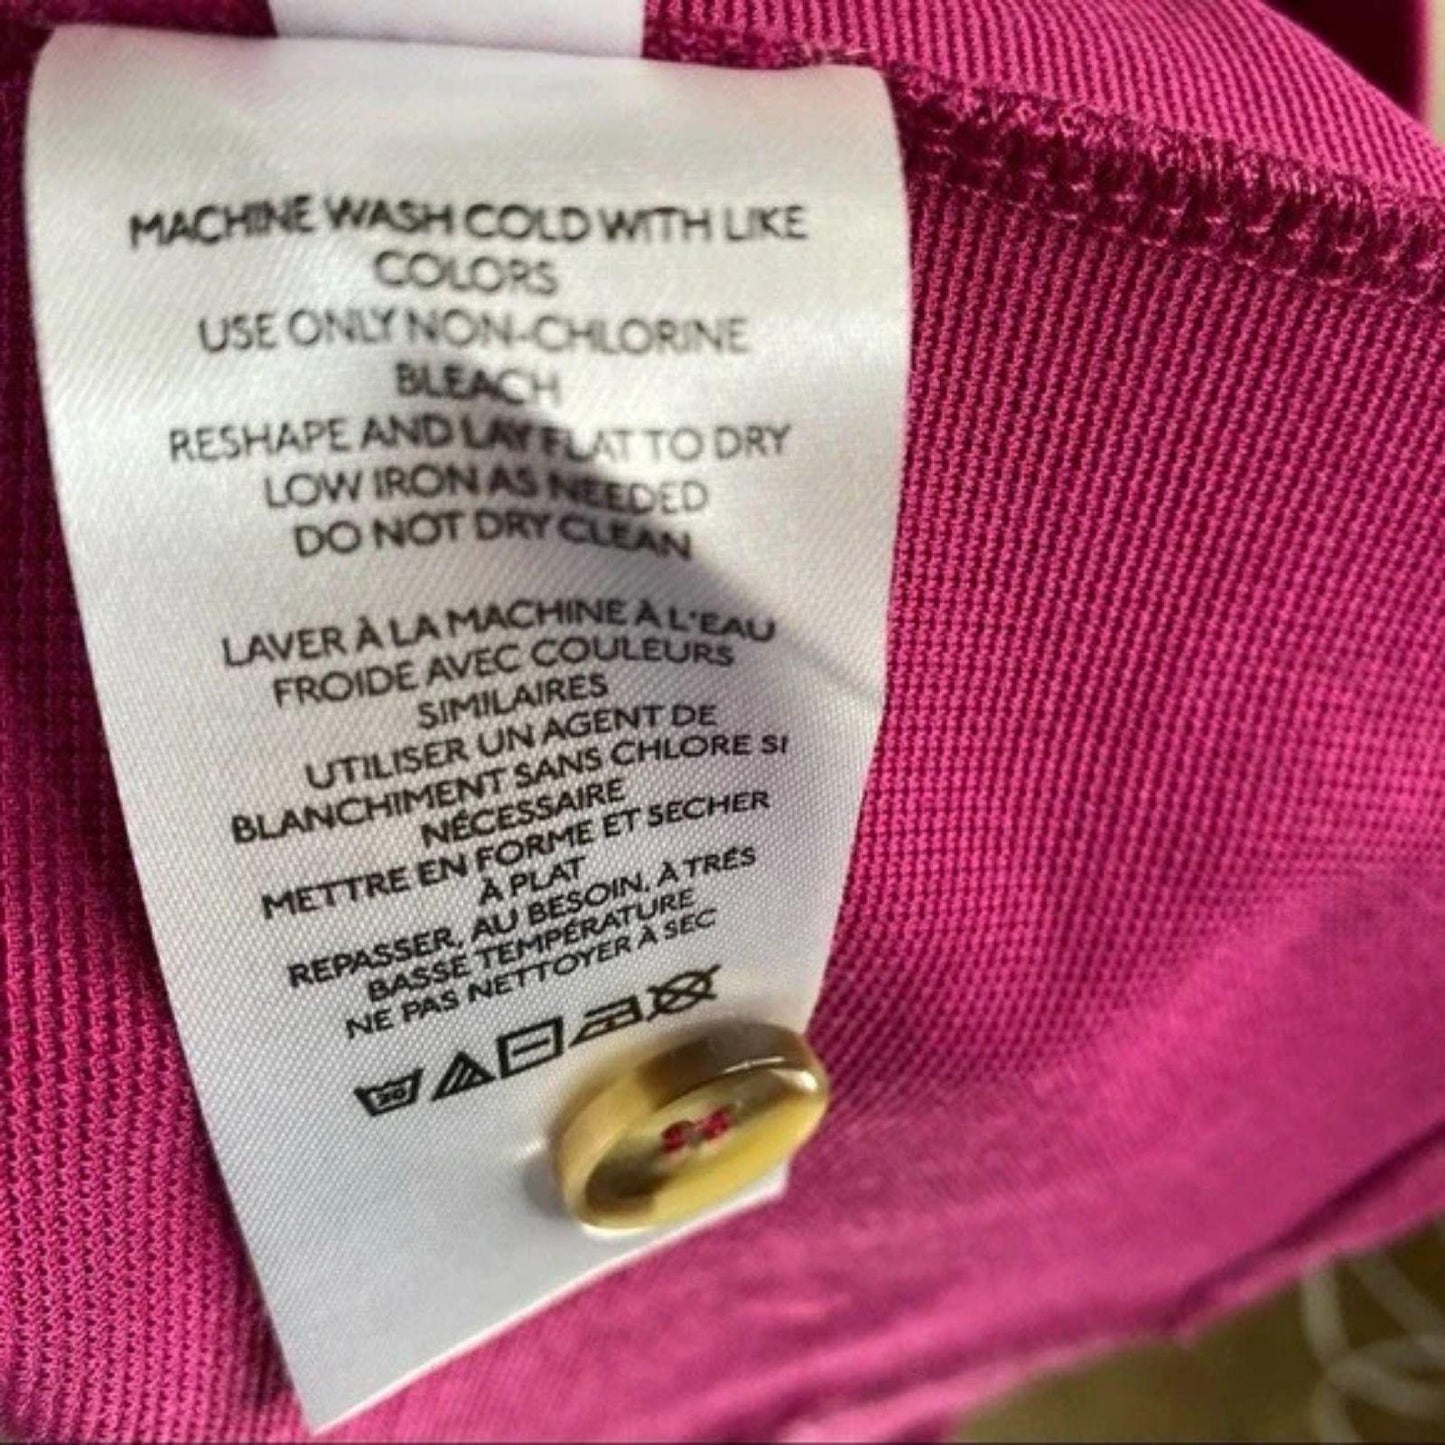 MACHINE WASH COLD WITH LIKE
COLORS
USE ONLY NON-CHLORINE
BLEACH
RESHAPE AND LAY FLAT TO DRY
LOW IRON AS NEEDED
DO NOT DRY CLEAN
LAVER À LA MACHINE À L'EAU
FROIDE AVEC COULEURS
SIMILAIRES
UTILISER UN AGENT DE
BLANCHIMENT SANS CHLORE SI
NÉCESSAIRE
METTRE EN FORME ET SECHER
À PLAT
REPASSER, AU BESOIN, À TRÉS
BASSE TEMPÉRATURE
NE PAS NETTOYER À SEC
30